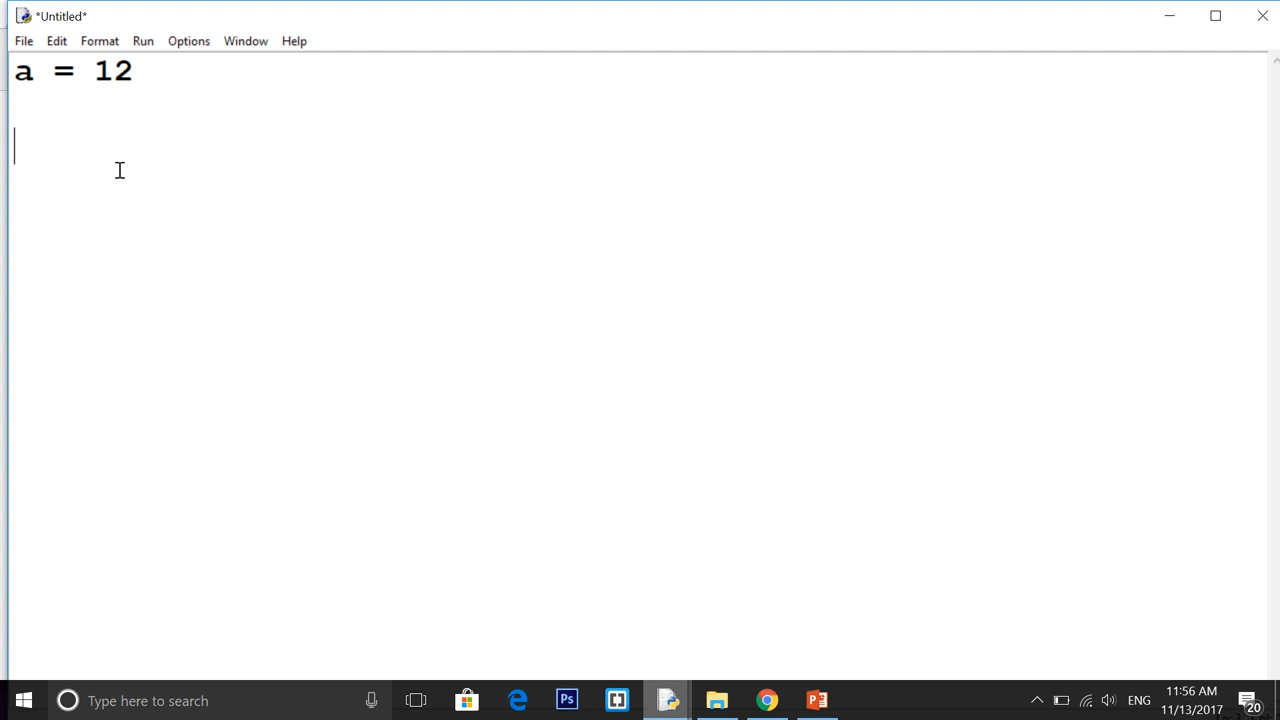 *Untitled*
File Edit Format Run Options Window Help
a = 12
Type here to search
Ps
ENG
11:56 AM
11/13/2017
20